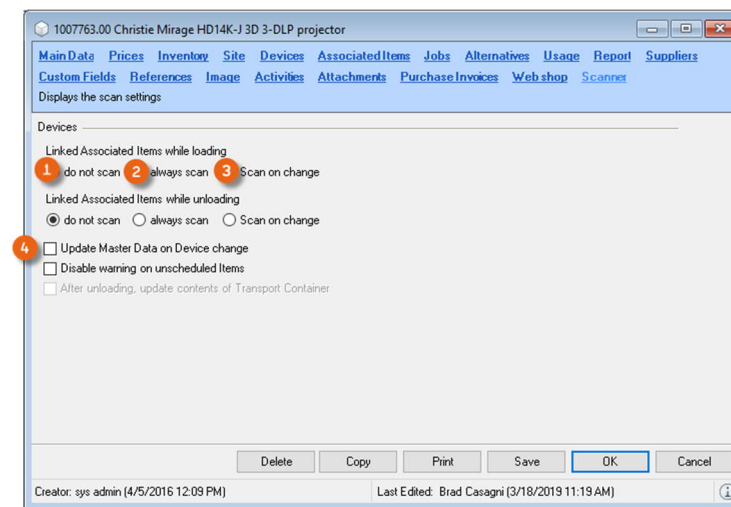 1007763.00 Christie Mirage HD14K-J 3D 3-DLP projector
Main Data Prices Inventory Site Devices Associated Items Jobs Alternatives Usage Report Suppliers
Custom Fields References Image Activities Attachments Purchase Invoices Web shop Scanner
Displays the scan settings
Devices
Linked Associated Items while loading
1 do not scan 2 always scan 3 Scan on change
Linked Associated Items while unloading
do not scan always scan Scan on change
4 Update Master Data on Device change
Disable warning on unscheduled Items
After unloading, update contents of Transport Container
Delete Copy Print Save OK Cancel
Creator: sys admin (4/5/2016 12:09 PM) Last Edited: Brad Casagni (3/18/2019 11:19 AM)